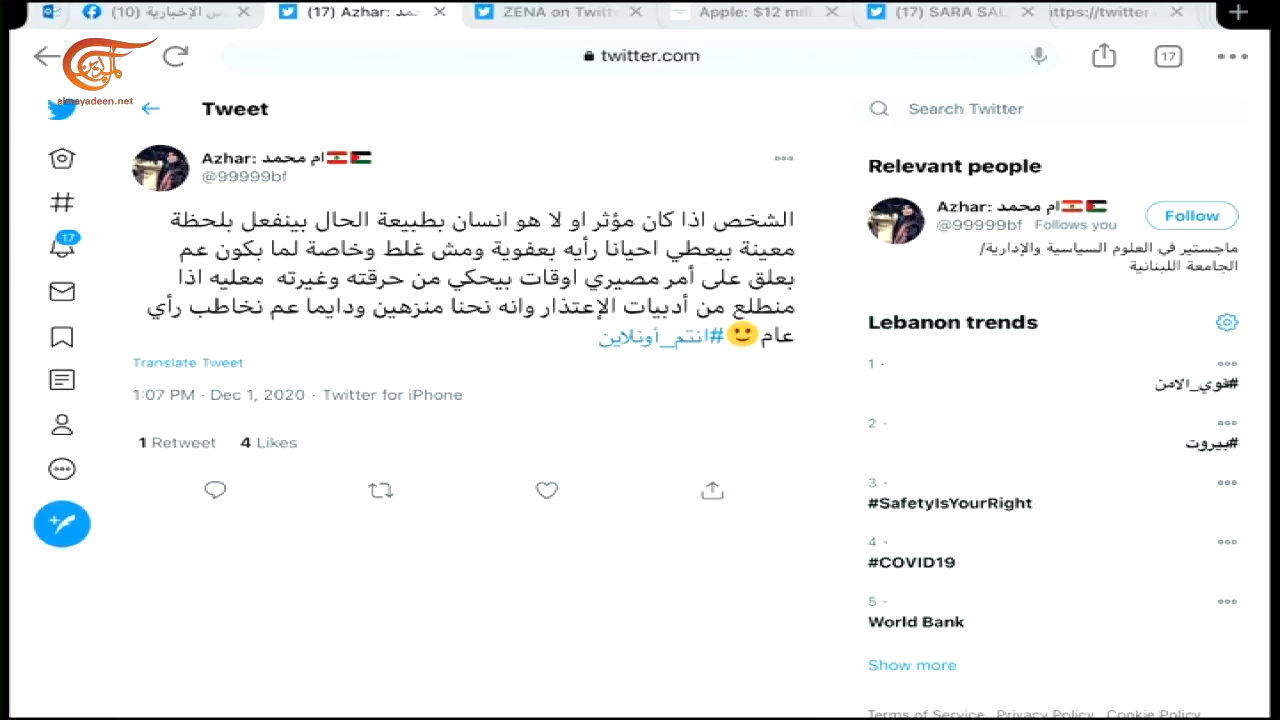 (10) س الإخبارية
(17) Azhar:
ZENA on Twitt
Apple: $12 mill
(17) SARA SAL
https://twitter.
twitter.com
17
الميادين
almayadeen.net
Tweet
Search Twitter
Azhar: ام محمد
@99999bf
الشخص اذا كان مؤثر او لا هو انسان بطبيعة الحال بينفعل بلحظة
معينة بيعطي احيانا رأيه بعفوية ومش غلط وخاصة لما بكون عم
بعلق على أمر مصيري اوقات بيحكي من حرقته وغيرته معليه اذا
منطلع من أدبيات الإعتذار وانه نحنا منزهين ودايما عم نخاطب رأي
عام🙂#انتم_أونلاين
Translate Tweet
1:07 PM · Dec 1, 2020 · Twitter for iPhone
1 Retweet 4 Likes
17
Relevant people
Azhar: ام محمد
@99999bf Follows you
Follow
ماجستير في العلوم السياسية والإدارية/
الجامعة اللبنانية
Lebanon trends
1 ·
#قوي_الامن
2 ·
#بيروت
3 ·
#SafetyIsYourRight
4 ·
#COVID19
5 ·
World Bank
Show more
Terms of Service Privacy Policy Cookie Policy